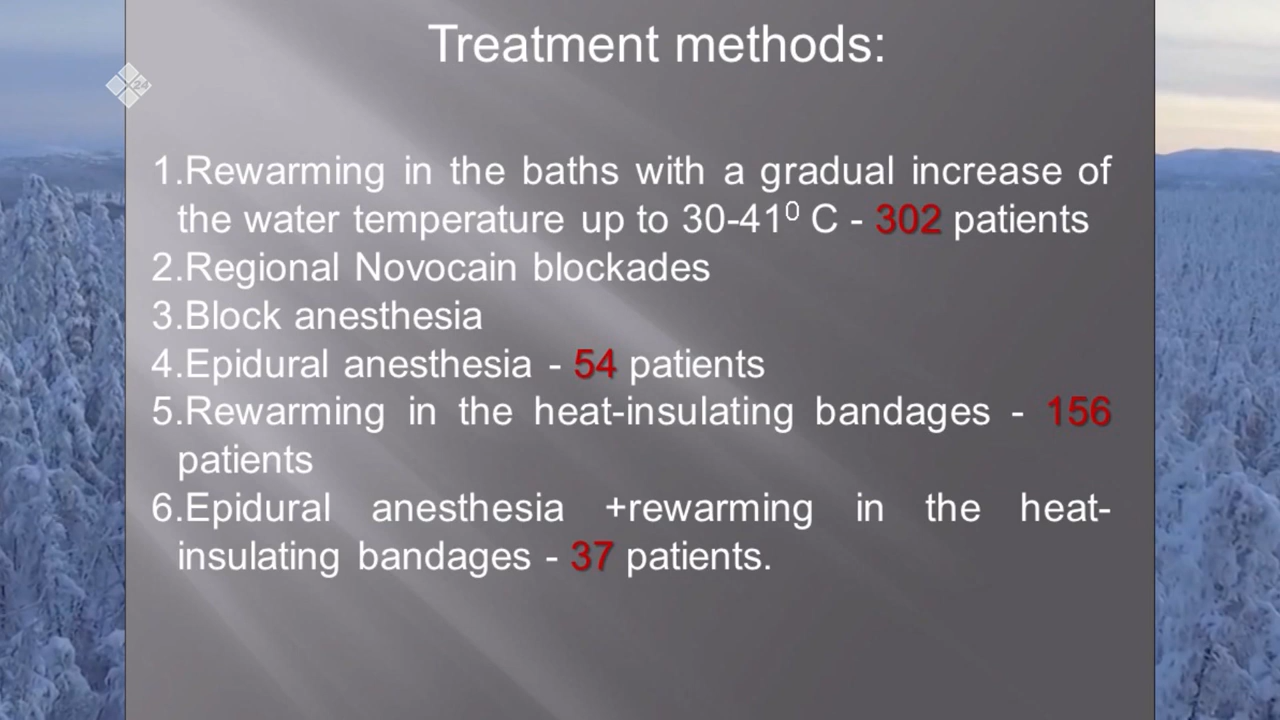 Treatment methods:
24
1.Rewarming in the baths with a gradual increase of
the water temperature up to 30-41⁰ C - 302 patients
2.Regional Novocain blockades
3.Block anesthesia
4.Epidural anesthesia - 54 patients
5.Rewarming in the heat-insulating bandages - 156
patients
6.Epidural anesthesia +rewarming in the heat-
insulating bandages - 37 patients.